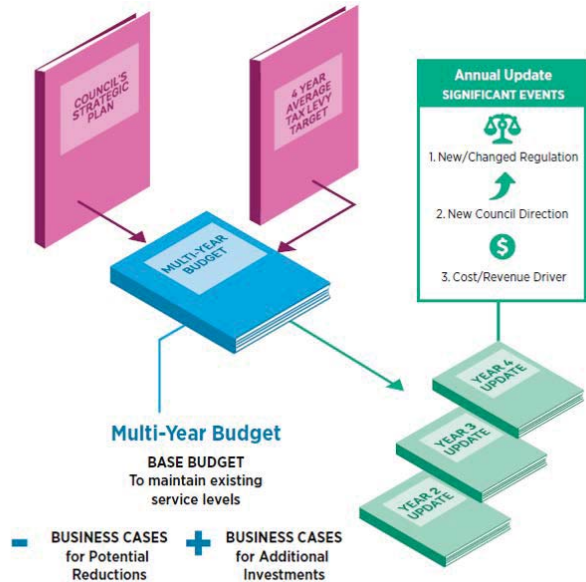 COUNCIL'S
STRATEGIC
PLAN
4 YEAR
AVERAGE
TAX LEVY
TARGET
Annual Update
SIGNIFICANT EVENTS
1. New/Changed Regulation
2. New Council Direction
$
3. Cost/Revenue Driver
MULTI-YEAR
BUDGET
YEAR 4
UPDATE
YEAR 3
UPDATE
YEAR 2
UPDATE
Multi-Year Budget
BASE BUDGET
To maintain existing
service levels
- BUSINESS CASES
for Potential
Reductions
+ BUSINESS CASES
for Additional
Investments